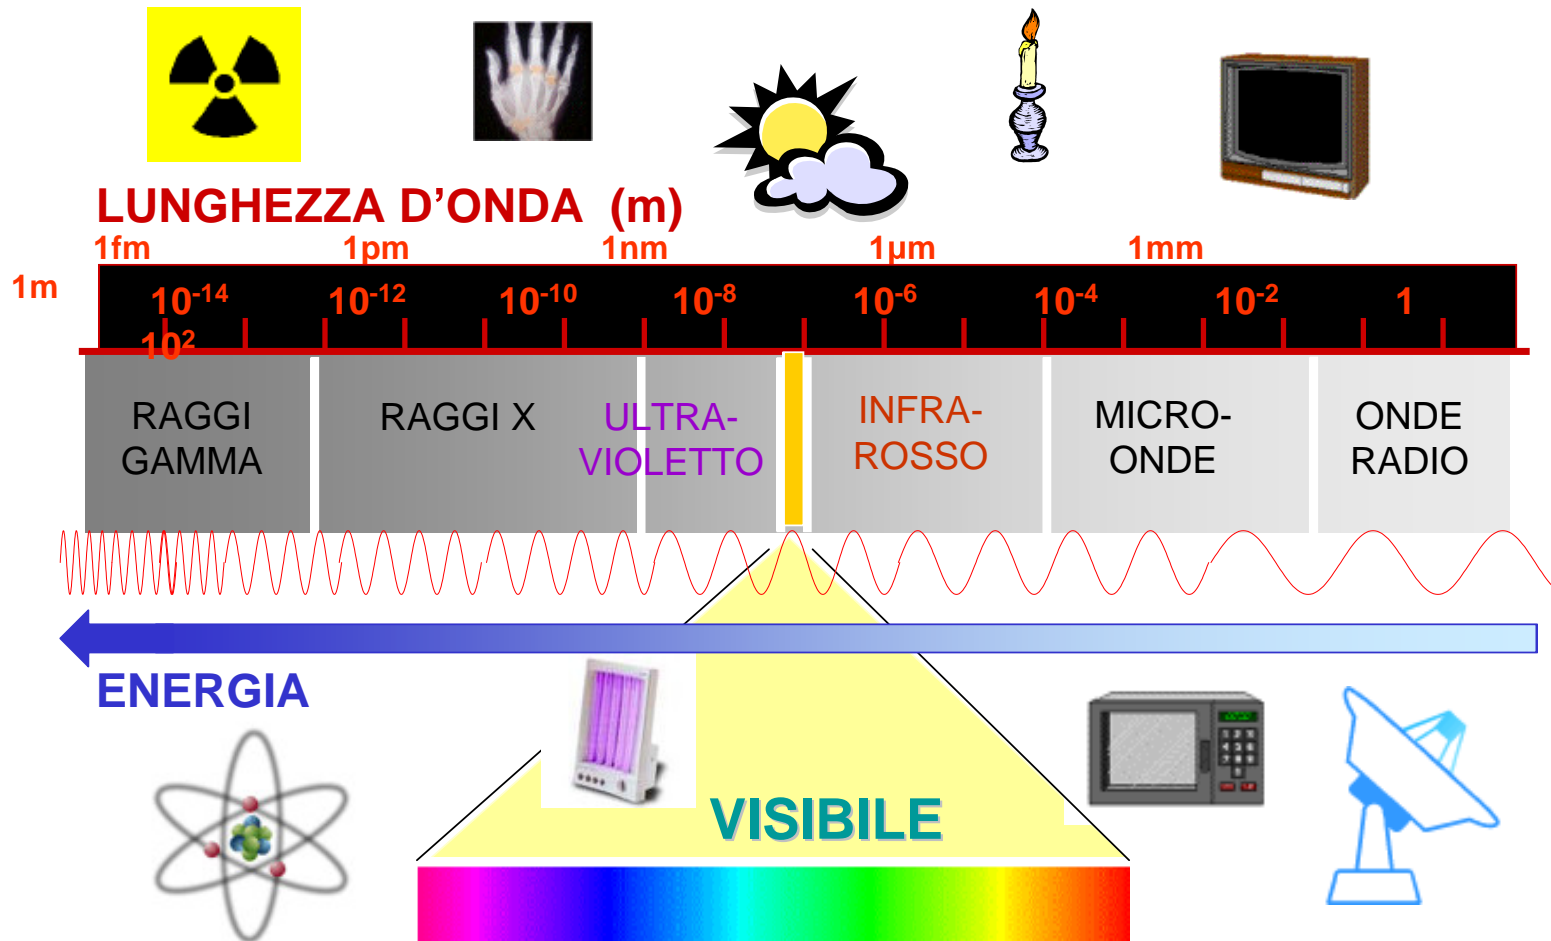 LUNGHEZZA D’ONDA (m)
1fm 1pm 1nm 1µm 1mm
1m
10⁻¹⁴ 10⁻¹² 10⁻¹⁰ 10⁻⁸ 10⁻⁶ 10⁻⁴ 10⁻² 1
10²
RAGGI
GAMMA
RAGGI X
ULTRA-
VIOLETTO
INFRA-
ROSSO
MICRO-
ONDE
ONDE
RADIO
ENERGIA
VISIBILE